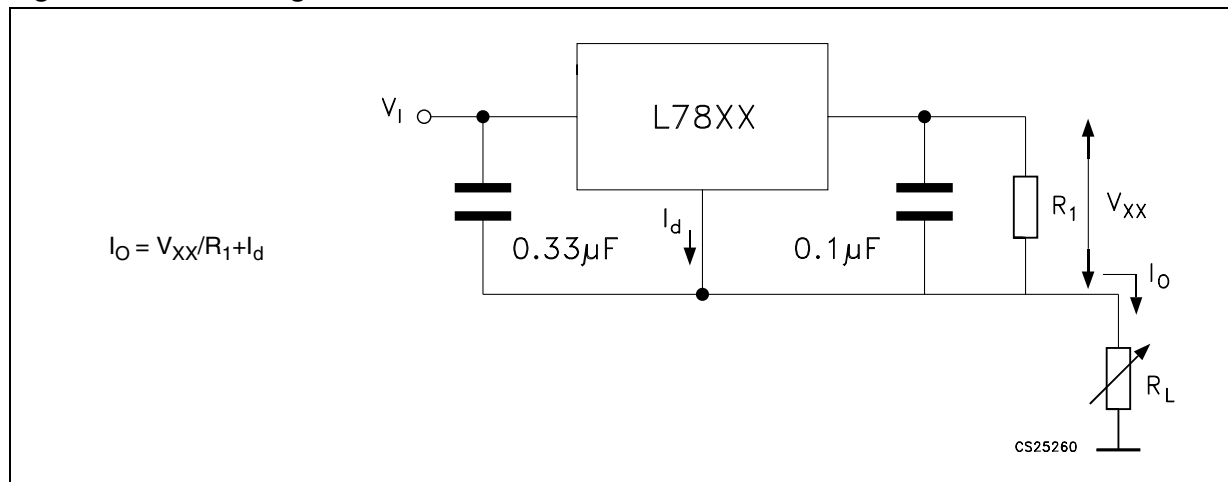 L78XX
V_I
I_d
R_1
V_XX
0.33µF
0.1µF
I_O = V_XX/R_1+I_d
I_O
R_L
CS25260